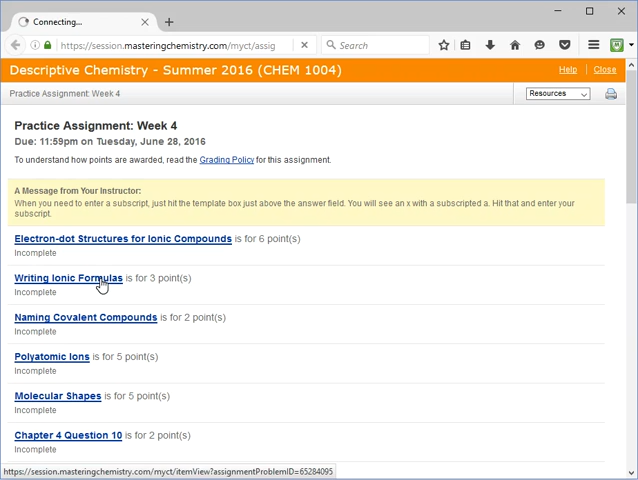 Connecting...
https://session.masteringchemistry.com/myct/assig
Search
Descriptive Chemistry - Summer 2016 (CHEM 1004)
Help
Close
Practice Assignment: Week 4
Resources
Practice Assignment: Week 4
Due: 11:59pm on Tuesday, June 28, 2016
To understand how points are awarded, read the Grading Policy for this assignment.
A Message from Your Instructor:
When you need to enter a subscript, just hit the template box just above the answer field. You will see an x with a subscripted a. Hit that and enter your
subscript.
Electron-dot Structures for Ionic Compounds is for 6 point(s)
Incomplete
Writing Ionic Formulas is for 3 point(s)
Incomplete
Naming Covalent Compounds is for 2 point(s)
Incomplete
Polyatomic Ions is for 5 point(s)
Incomplete
Molecular Shapes is for 5 point(s)
Incomplete
Chapter 4 Question 10 is for 2 point(s)
Incomplete
https://session.masteringchemistry.com/myct/itemView?assignmentProblemID=65284095